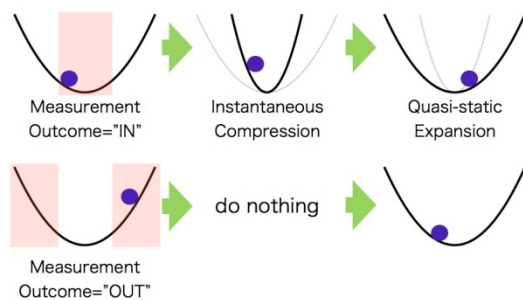 Measurement
Outcome="IN"
Instantaneous
Compression
Quasi-static
Expansion
do nothing
Measurement
Outcome="OUT"